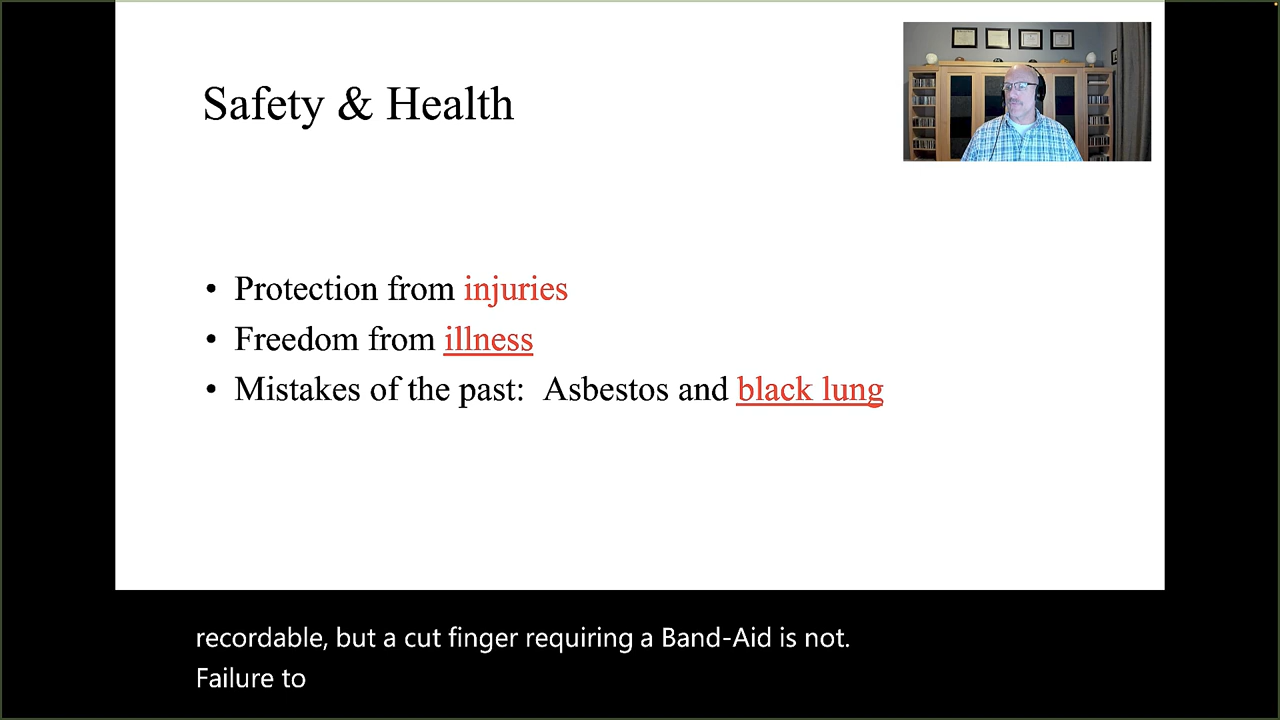 Safety & Health
• Protection from injuries
• Freedom from illness
• Mistakes of the past: Asbestos and black lung
recordable, but a cut finger requiring a Band-Aid is not.
Failure to